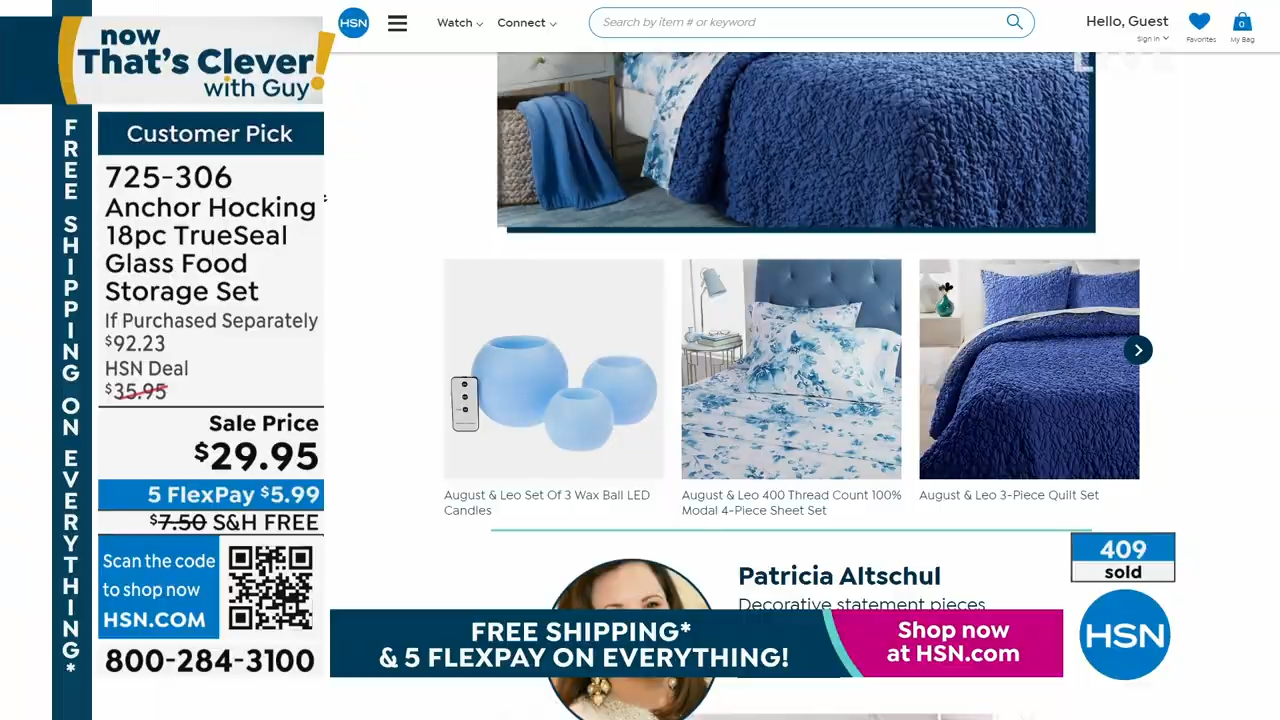 now
That's Clever!
with Guy
FREE SHIPPING ON EVERYTHING!*
Customer Pick
725-306
Anchor Hocking
18pc TrueSeal
Glass Food
Storage Set
If Purchased Separately
$92.23
HSN Deal
$35.95
Sale Price
$29.95
5 FlexPay $5.99
$7.50 S&H FREE
Scan the code
to shop now
HSN.COM
800-284-3100
HSN
Watch
Connect
Search by item # or keyword
Hello, Guest
Sign in
Favorites
0
My Bag
LIVE
August & Leo Set Of 3 Wax Ball LED
Candles
August & Leo 400 Thread Count 100%
Modal 4-Piece Sheet Set
August & Leo 3-Piece Quilt Set
Patricia Altschul
Decorative statement pieces
409
sold
FREE SHIPPING*
& 5 FLEXPAY ON EVERYTHING!
Shop now
at HSN.com
HSN